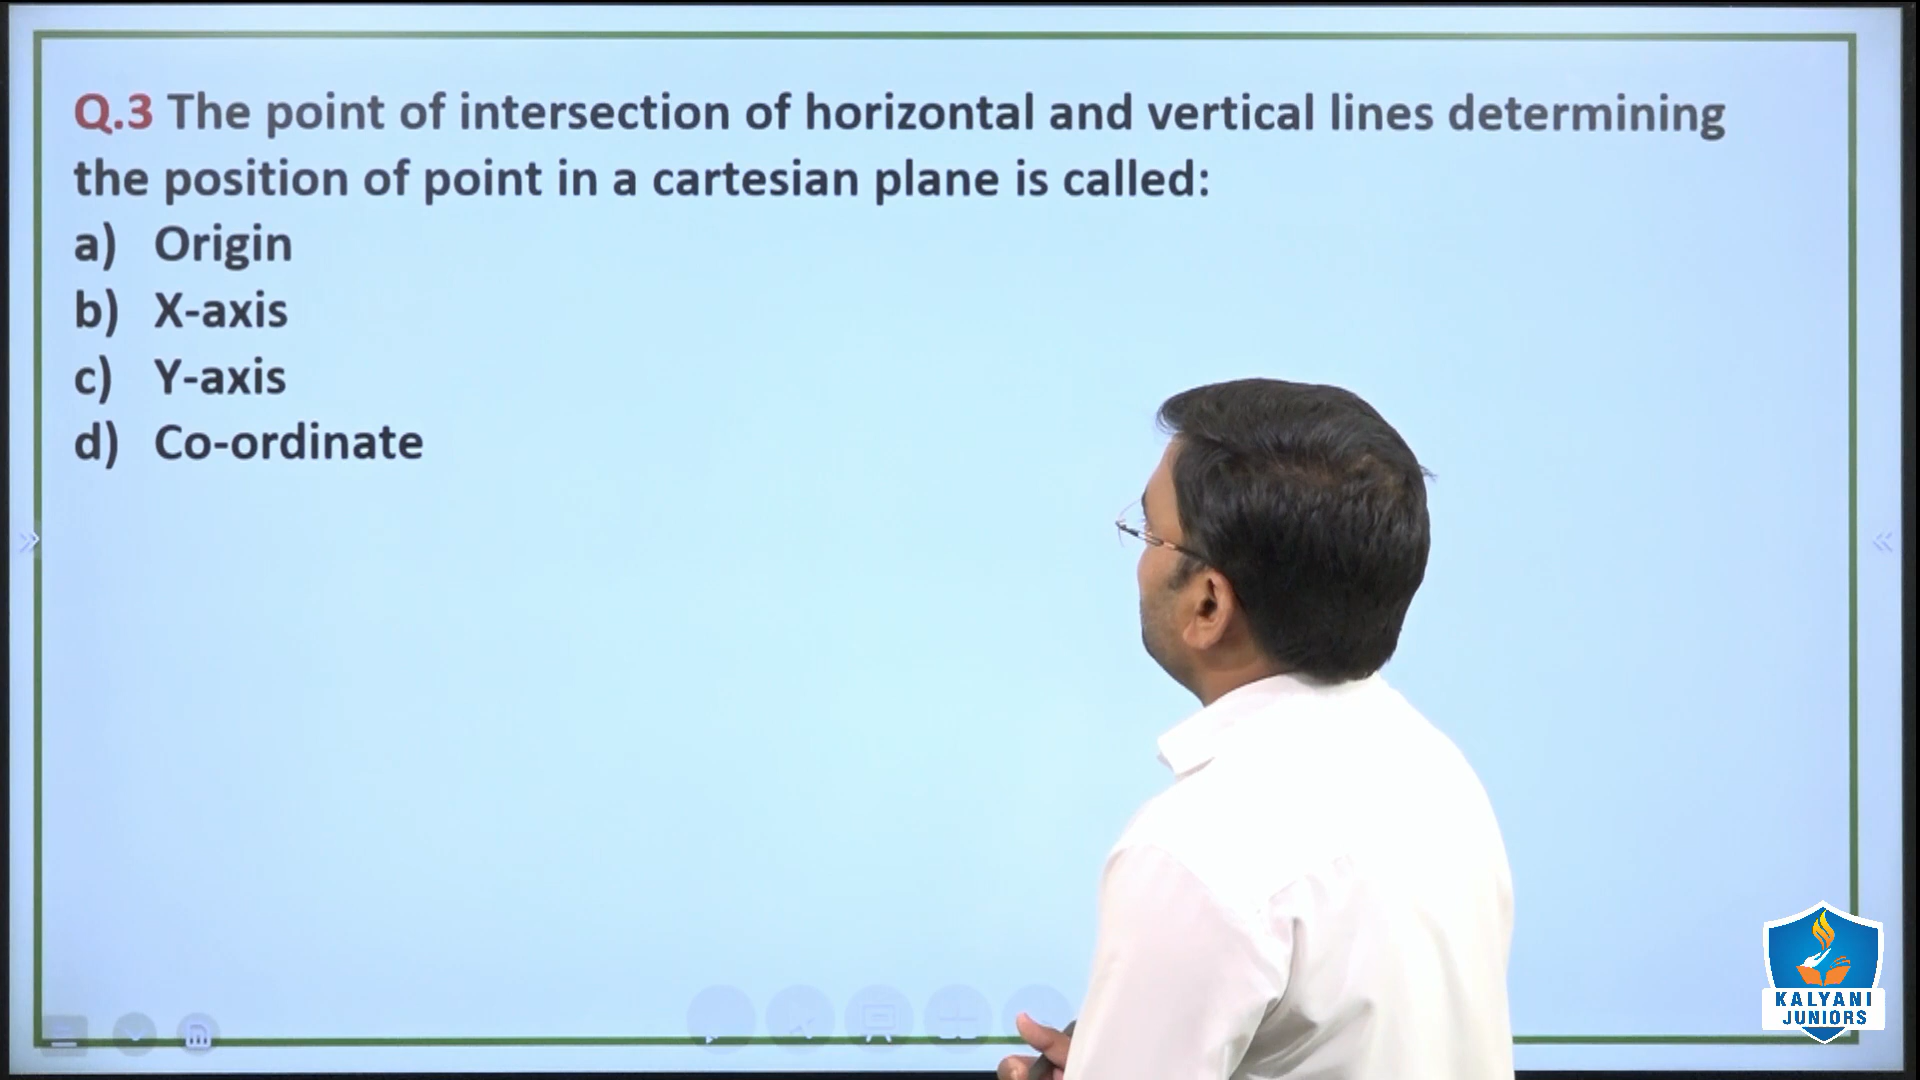 Q.3 The point of intersection of horizontal and vertical lines determining
the position of point in a cartesian plane is called:
a) Origin
b) X-axis
c) Y-axis
d) Co-ordinate
KALYANI
JUNIORS